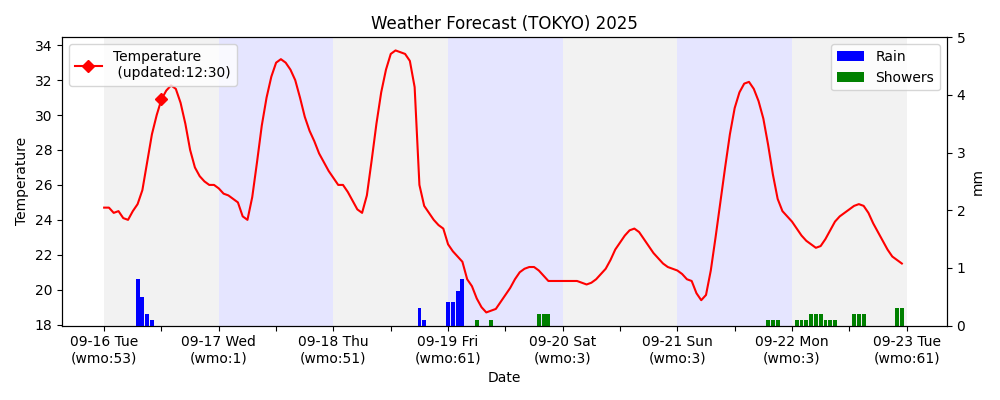 Weather Forecast (TOKYO) 2025
Temperature
(updated:12:30)
Rain
Showers
Temperature
34
32
30
28
26
24
22
20
18
5
4
3
2
1
0
mm
09-16 Tue
(wmo:53)
09-17 Wed
(wmo:1)
09-18 Thu
(wmo:51)
09-19 Fri
(wmo:61)
09-20 Sat
(wmo:3)
09-21 Sun
(wmo:3)
09-22 Mon
(wmo:3)
09-23 Tue
(wmo:61)
Date